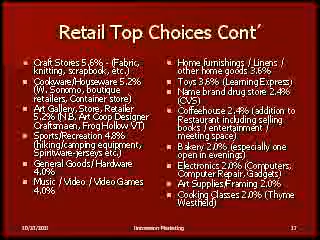 Retail Top Choices Cont´
Craft Stores 5.6% - (Fabric,
knitting, scrapbook, etc.)
Cookware/Houseware 5.2%
(W. Sonomo, boutique
retailers, Container store)
Art Gallery, Store, Retailer
5.2% (N.B. Art Coop Designer
Craftsmen, Frog Hollow VT)
Sports/Recreation 4.8%
(hiking/camping equipment,
Spiritware-jerseys etc.)
General Goods/Hardware
4.0%
Music / Video / Video Games
4.0%
Home furnishings / Linens /
other home goods 3.6%
Toys 3.6% (Learning Express)
Name brand drug store 2.4%
(CVS)
Coffeehouse 2.4% (addition to
Restaurant including selling
books / entertainment /
meeting space)
Bakery 2.0% (especially one
open in evenings)
Electronics 2.0% (Computers,
Computer Repair, Gadgets)
Art Supplies/Framing 2.0%
Cooking Classes 2.0% (Thyme
Westfield)
Innovation Marketing